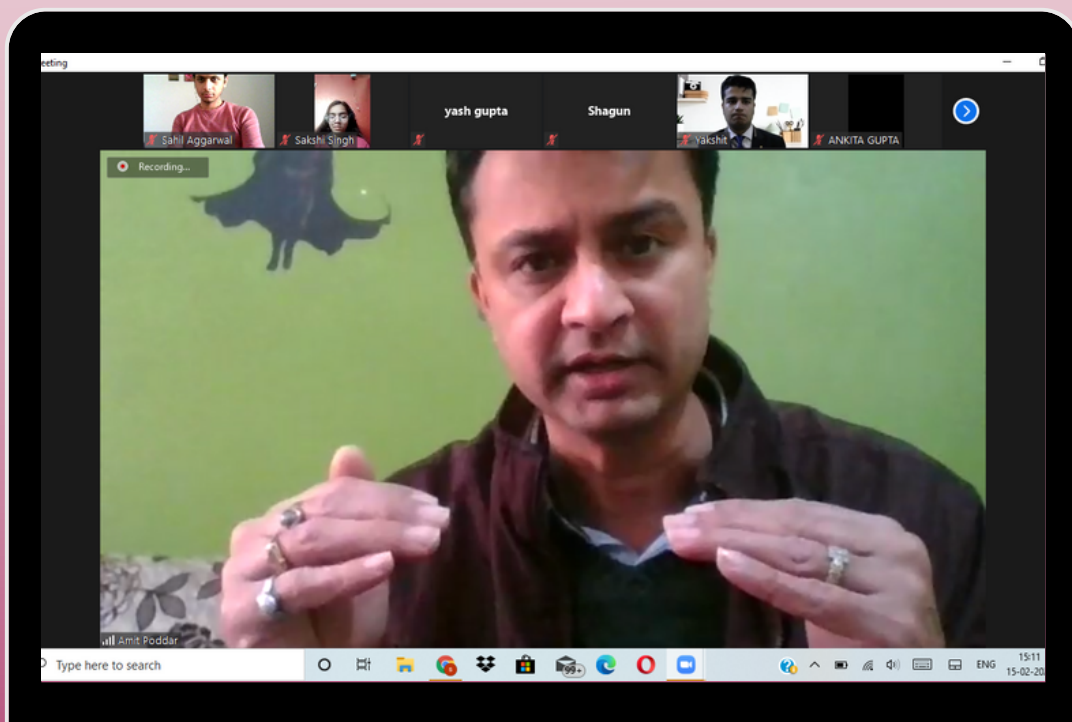 eeting
Sahil Aggarwal
Sakshi Singh
yash gupta
Shagun
Yakshit
ANKITA GUPTA
Recording...
Amit Poddar
Type here to search
99+
ENG
15:11
15-02-20